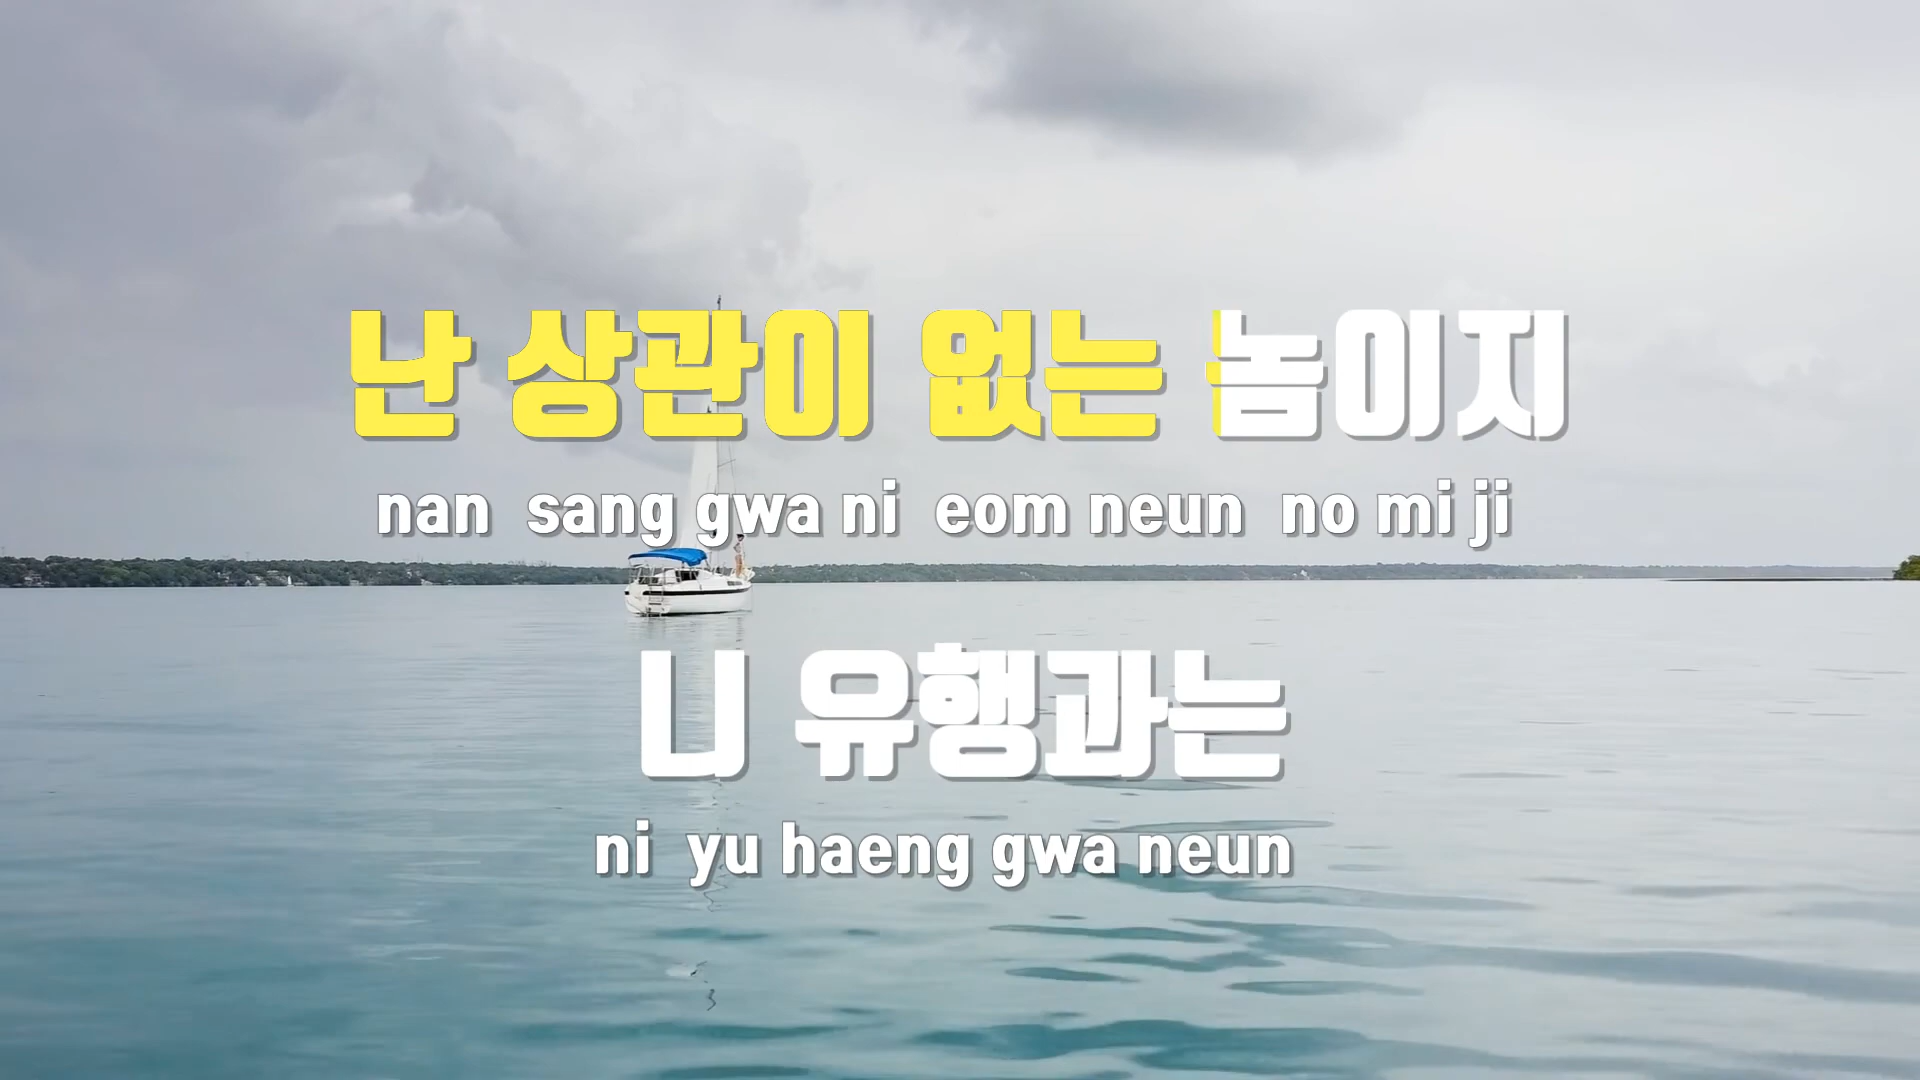 난 상관이 없는 놈이지
nan sang gwa ni eom neun no mi ji
니 유행과는
ni yu haeng gwa neun